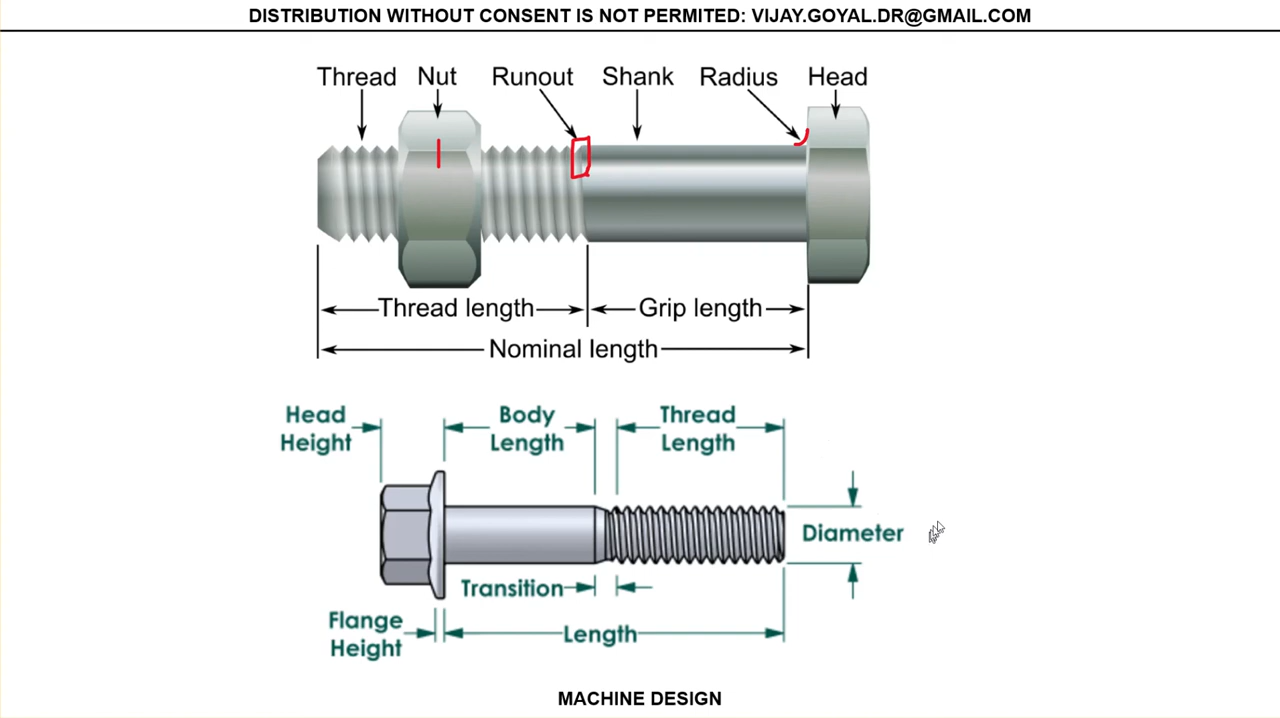 DISTRIBUTION WITHOUT CONSENT IS NOT PERMITED: VIJAY.GOYAL.DR@GMAIL.COM
Thread Nut Runout Shank Radius Head
Thread length Grip length
Nominal length
Head Height
Body Length
Thread Length
Diameter
Transition
Flange Height
Length
MACHINE DESIGN